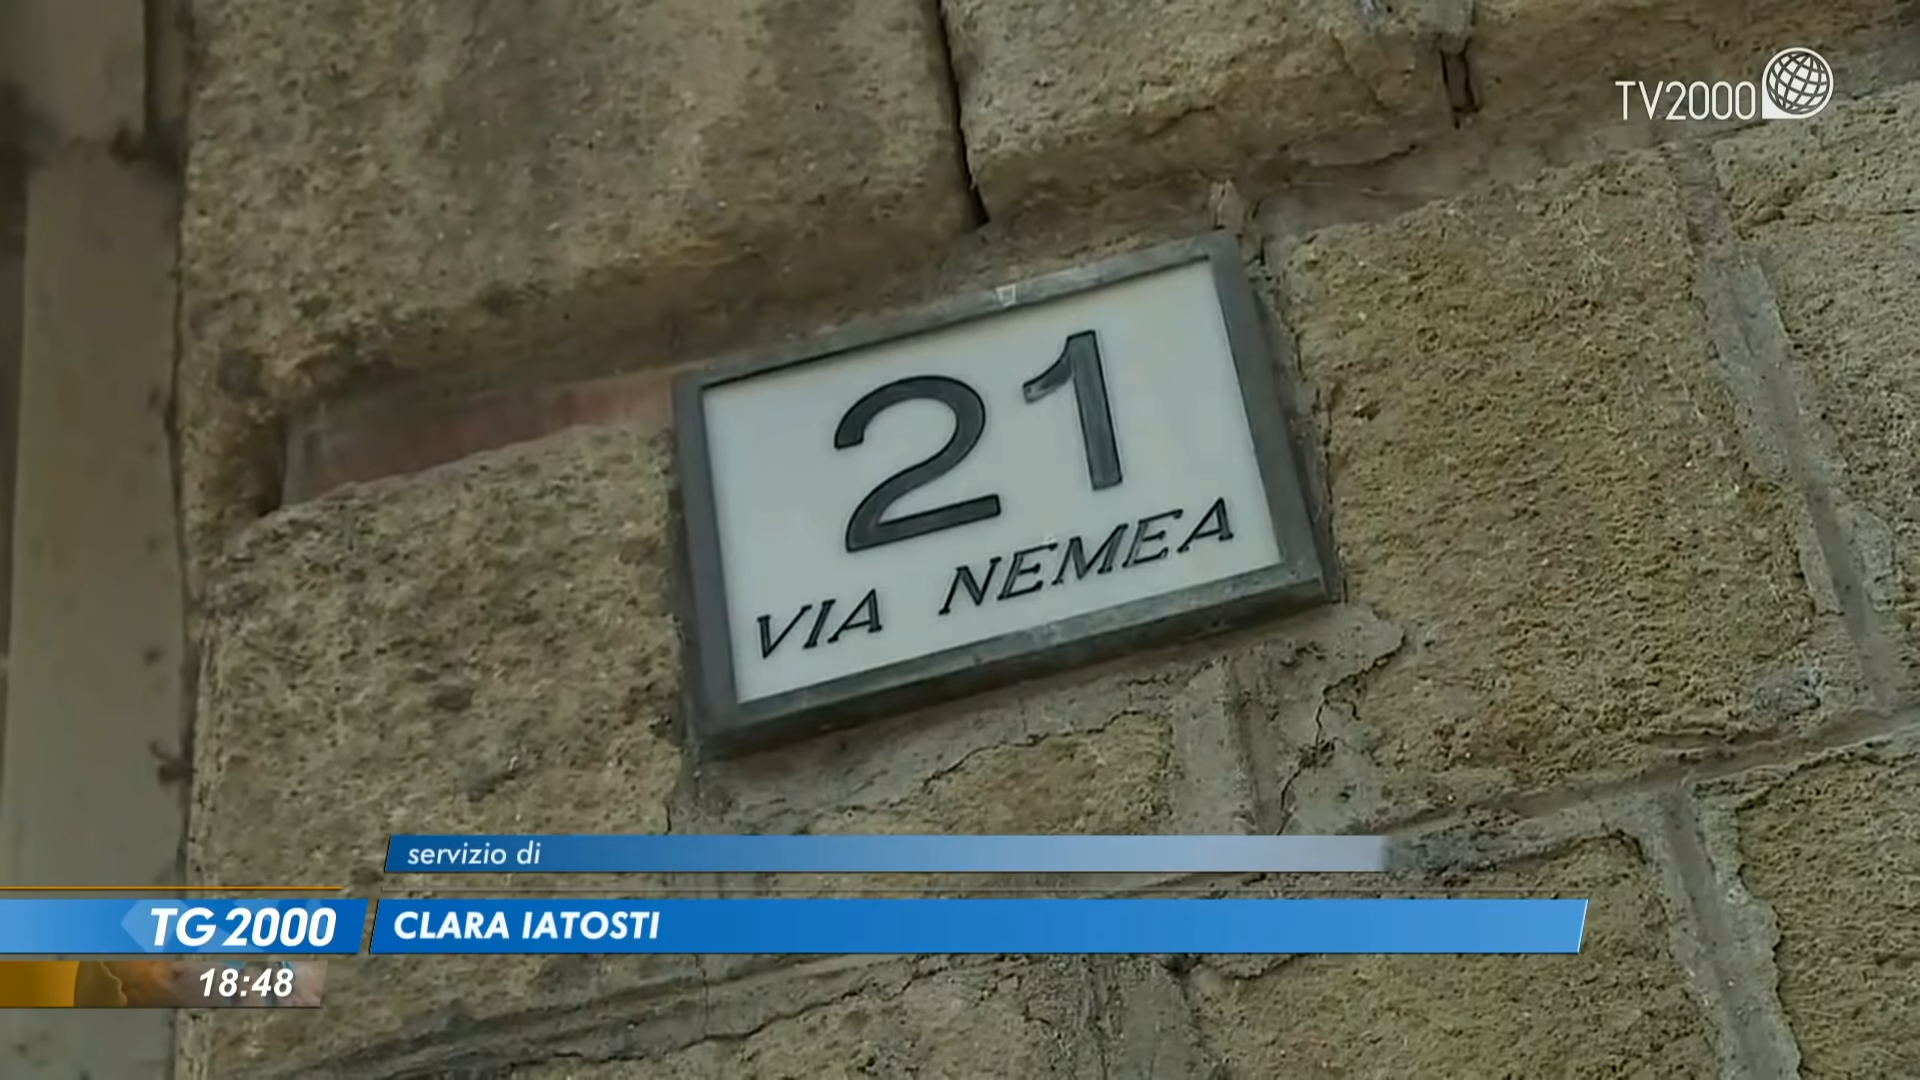 TV2000
21
VIA NEMEA
servizio di
TG 2000
CLARA IATOSTI
18:48